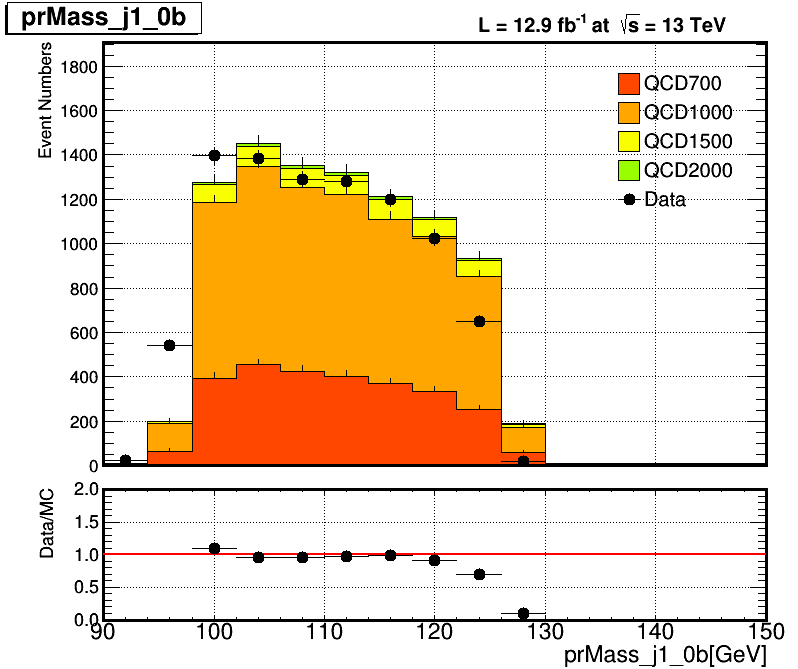 prMass_j1_0b
L = 12.9 fb-1 at √s = 13 TeV
Event Numbers
1800
1600
1400
1200
1000
800
600
400
200
0
QCD700
QCD1000
QCD1500
QCD2000
Data
Data/MC
2.0
1.5
1.0
0.5
0.0
90 100 110 120 130 140 150
prMass_j1_0b[GeV]